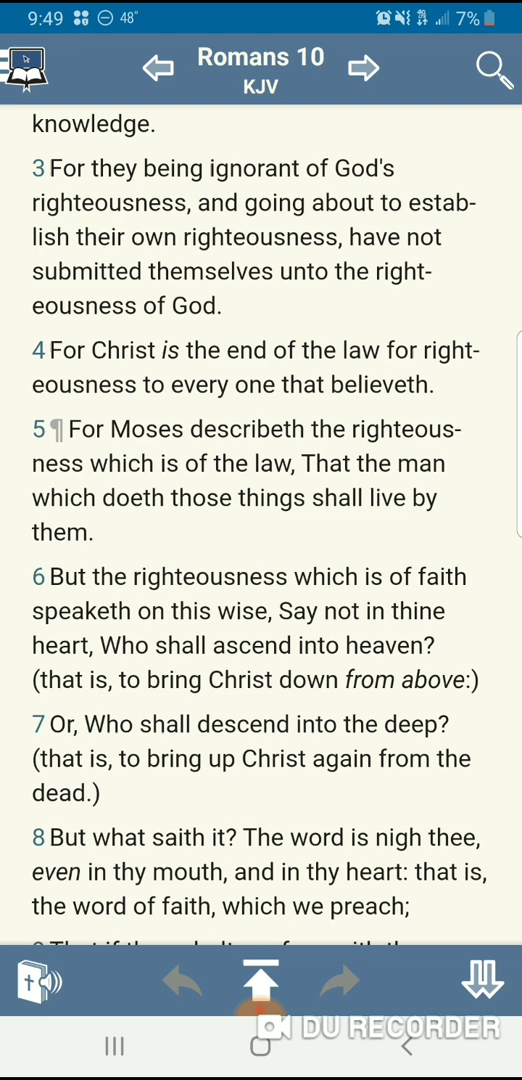 9:49 48°
7%
Romans 10
KJV
knowledge.
3 For they being ignorant of God's
righteousness, and going about to estab-
lish their own righteousness, have not
submitted themselves unto the right-
eousness of God.
4 For Christ is the end of the law for right-
eousness to every one that believeth.
5 ¶ For Moses describeth the righteous-
ness which is of the law, That the man
which doeth those things shall live by
them.
6 But the righteousness which is of faith
speaketh on this wise, Say not in thine
heart, Who shall ascend into heaven?
(that is, to bring Christ down from above:)
7 Or, Who shall descend into the deep?
(that is, to bring up Christ again from the
dead.)
8 But what saith it? The word is nigh thee,
even in thy mouth, and in thy heart: that is,
the word of faith, which we preach;
DU RECORDER